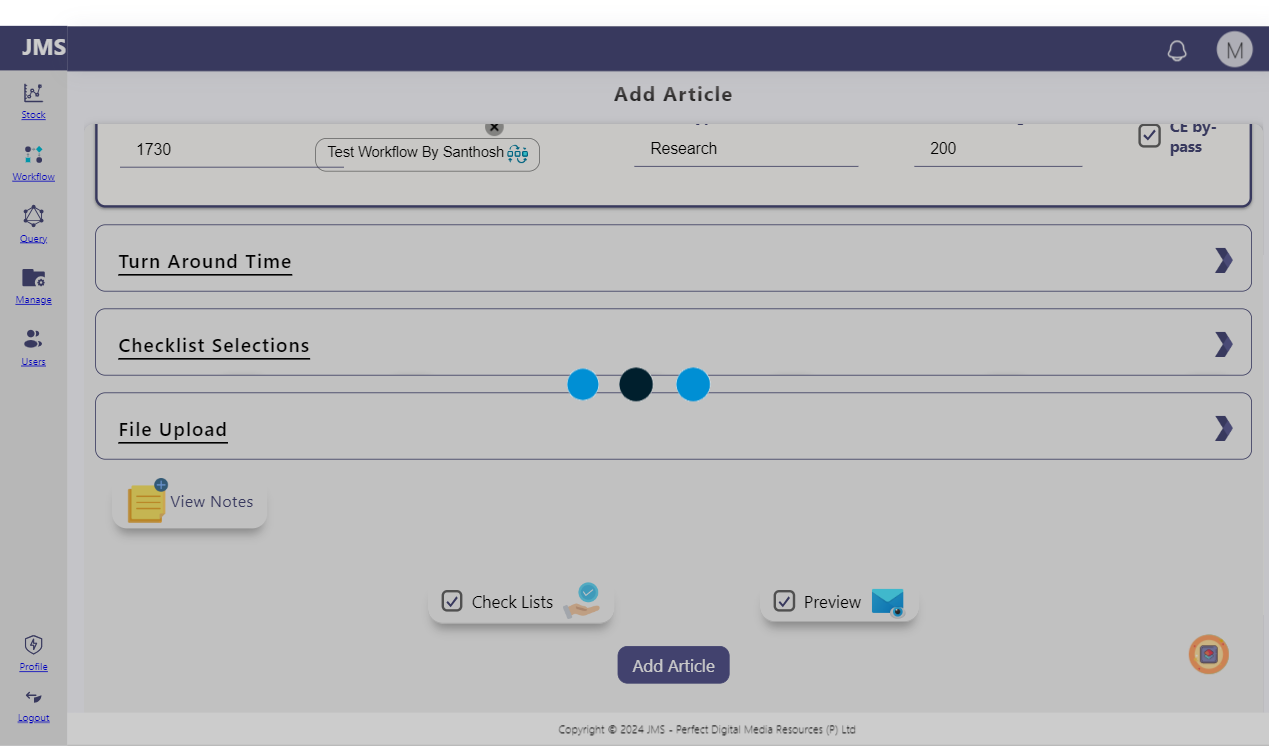 JMS
M
Add Article
Stock
Workflow
Query
Manage
Users
Profile
Logout
CE by-
pass
1730
Test Workflow By Santhosh
Research
200
Turn Around Time
Checklist Selections
File Upload
View Notes
Check Lists
Preview
Add Article
Copyright © 2024 JMS - Perfect Digital Media Resources (P) Ltd